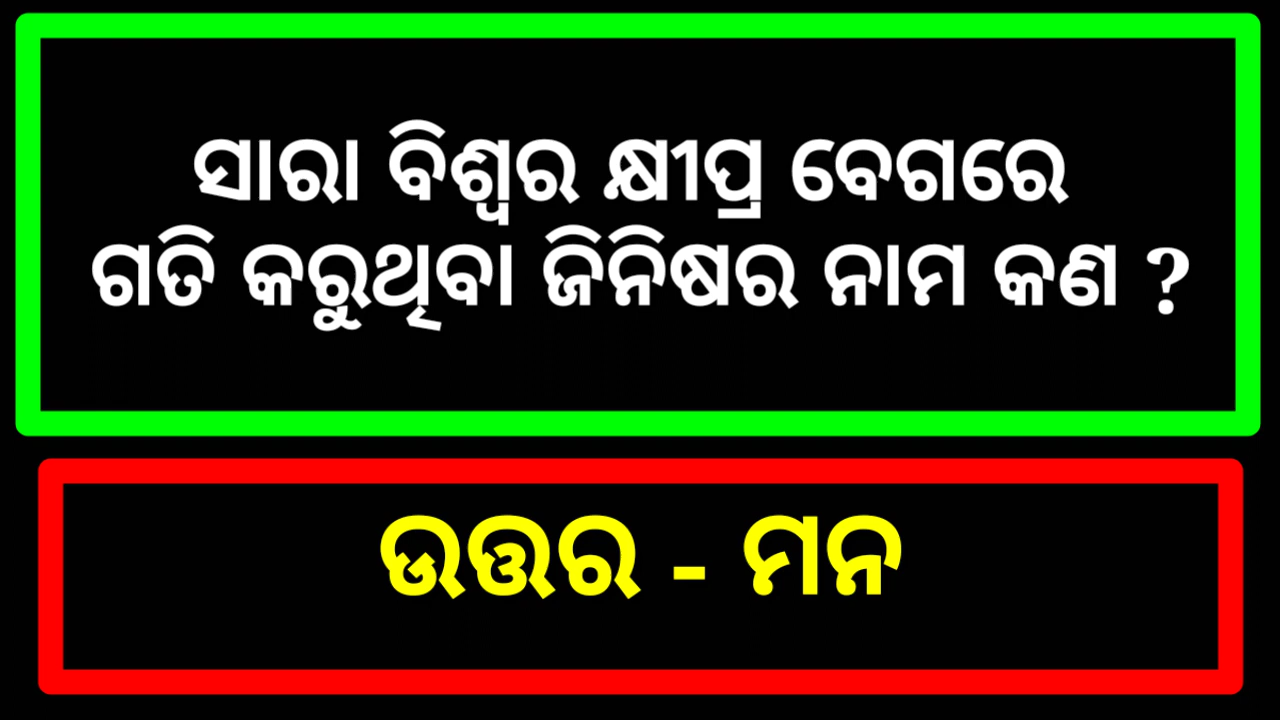 ସାରା ବିଶ୍ୱର କ୍ଷୀପ୍ର ବେଗରେ
ଗତି କରୁଥିବା ଜିନିଷର ନାମ କଣ ?
ଉତ୍ତର - ମନ